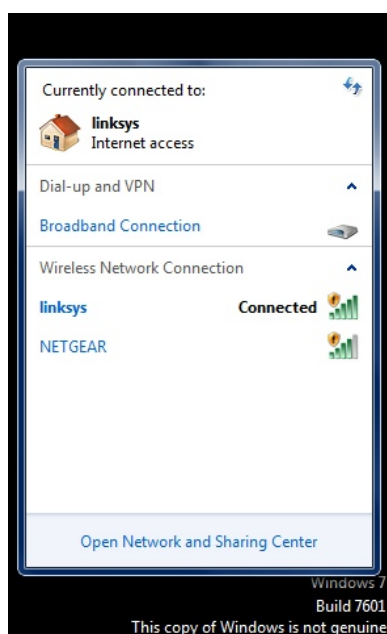 Currently connected to:
linksys
Internet access
Dial-up and VPN
Broadband Connection
Wireless Network Connection
linksys Connected
NETGEAR
Open Network and Sharing Center
Windows 7
Build 7601
This copy of Windows is not genuine